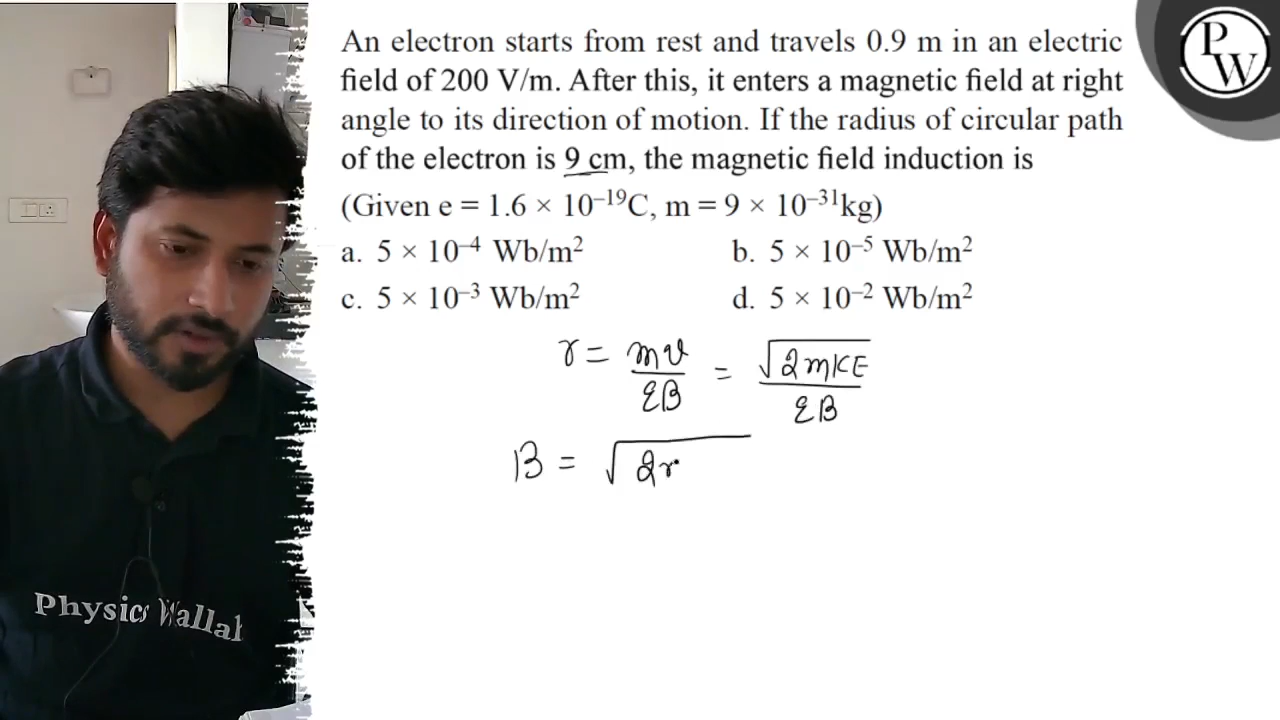 An electron starts from rest and travels 0.9 m in an electric
field of 200 V/m. After this, it enters a magnetic field at right
angle to its direction of motion. If the radius of circular path
of the electron is 9 cm, the magnetic field induction is
(Given e = 1.6 × 10⁻¹⁹C, m = 9 × 10⁻³¹kg)
a. 5 × 10⁻⁴ Wb/m² b. 5 × 10⁻⁵ Wb/m²
c. 5 × 10⁻³ Wb/m² d. 5 × 10⁻² Wb/m²
r = mv/qB = √2mKE/qB
B = √2m
PW
Physics Wallah